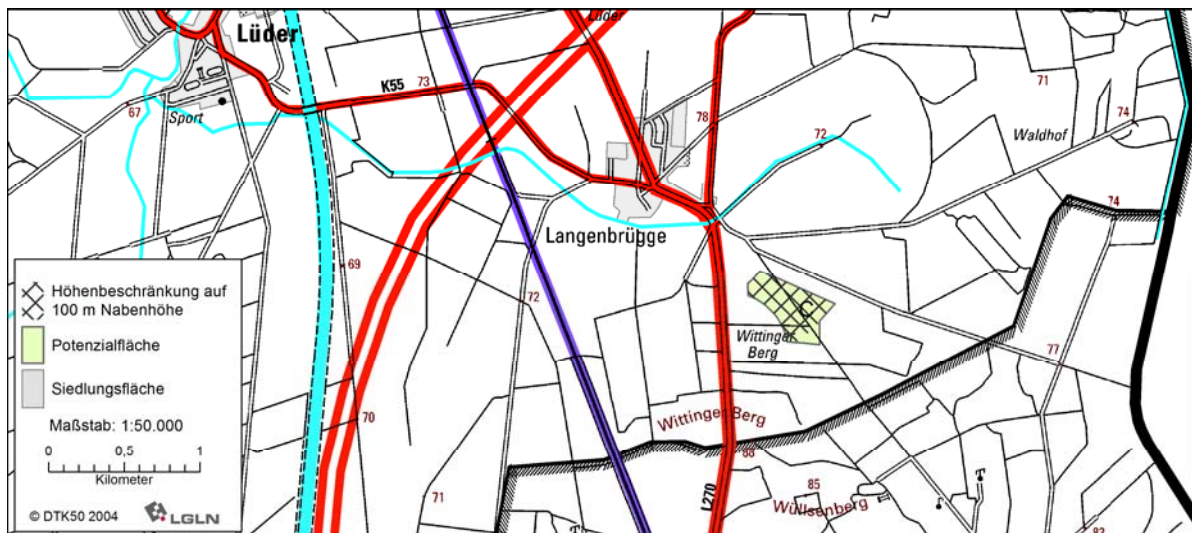 Lüder
Lüder
K55
73
78
71
74
67
Sport
72
Waldhof
74
Langenbrügge
69
72
C
Wittinger
Berg
77
70
Wittinger Berg
88
71
L270
85
Wüllsenberg
Höhenbeschränkung auf
100 m Nabenhöhe
Potenzialfläche
Siedlungsfläche
Maßstab: 1:50.000
0 0,5 1
Kilometer
© DTK50 2004 LGLN